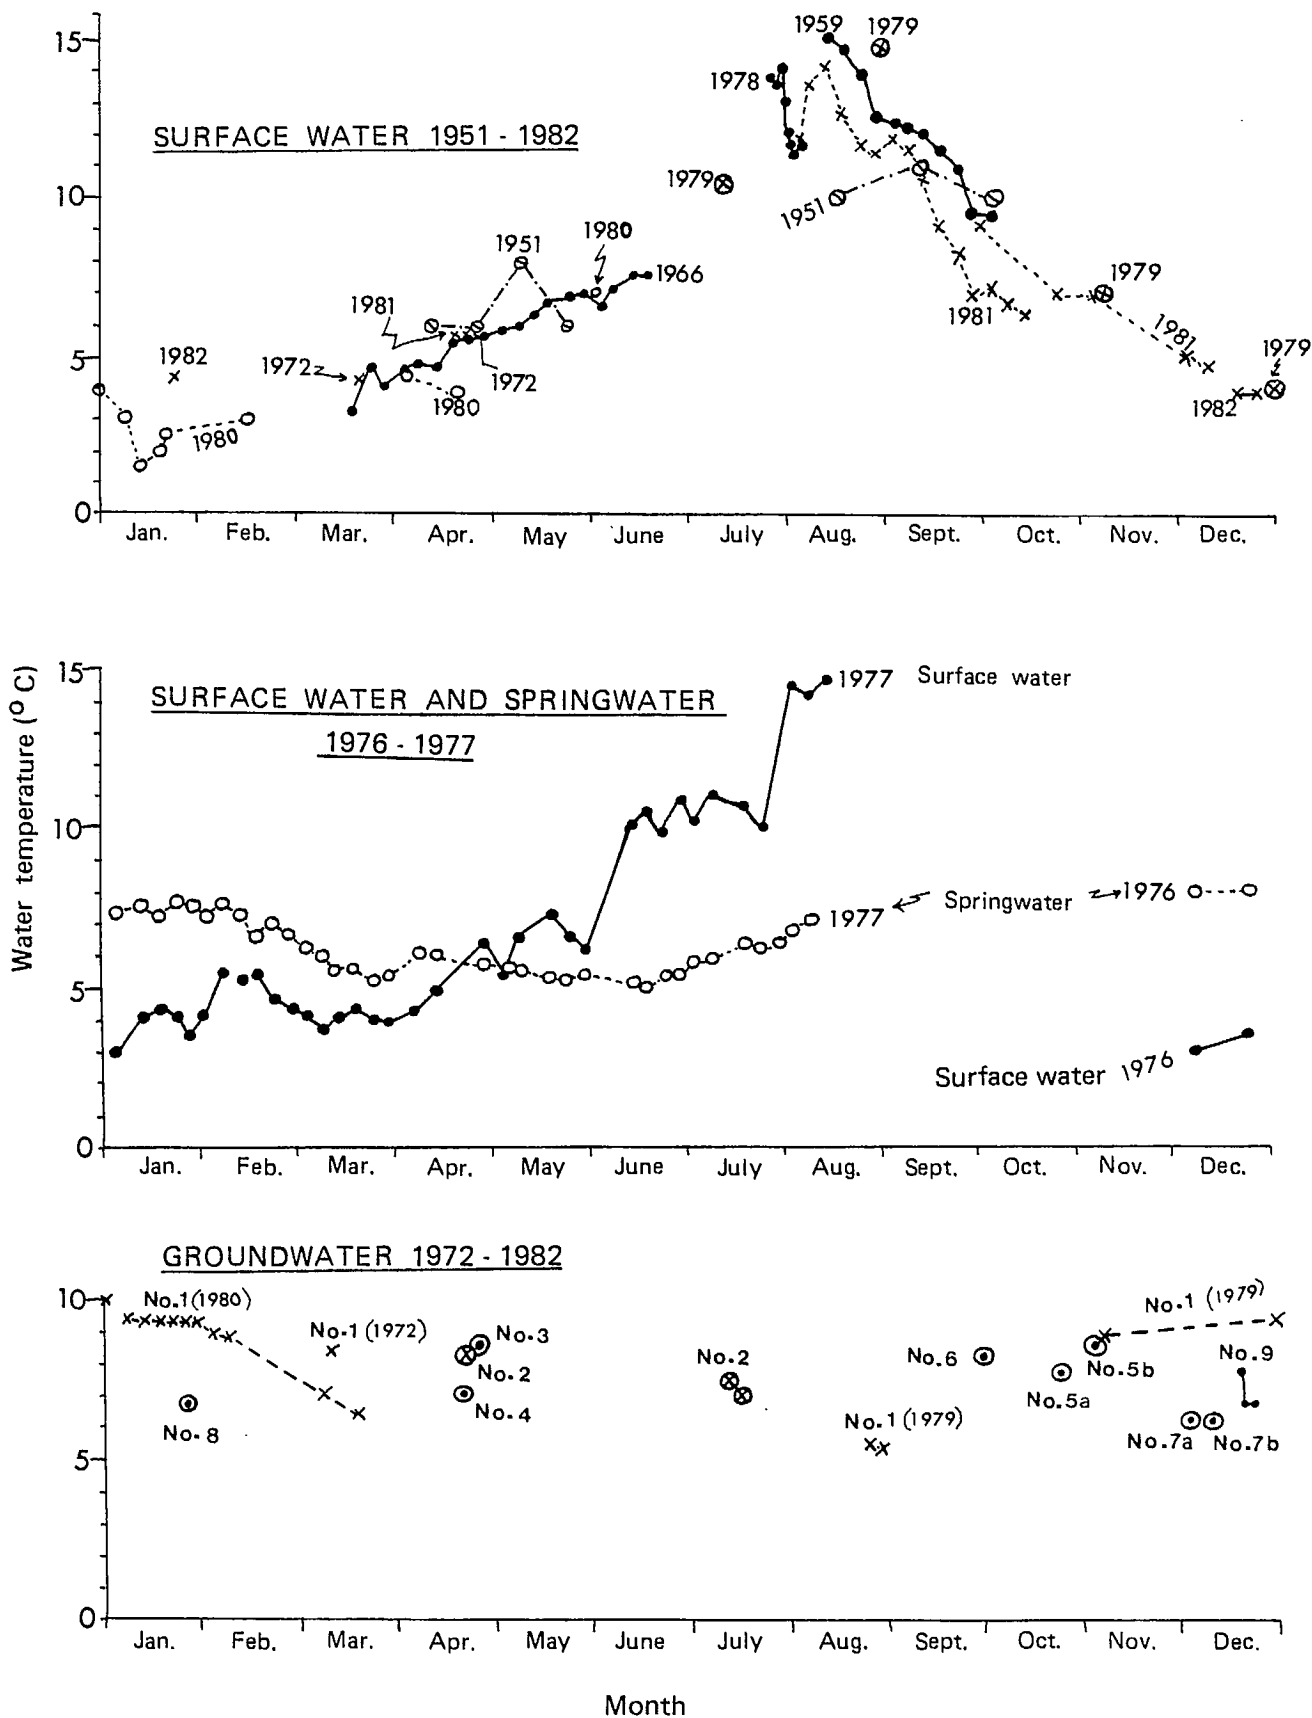 1959 1979
15
1978
SURFACE WATER 1951 - 1982
1979
10
1951
1980
1951
1966
1981
1979
1981
1981
1982
1972
5
1972
1979
1980
1982
1980
0
Jan. Feb. Mar. Apr. May June July Aug. Sept. Oct. Nov. Dec.
Water temperature (°C)
15
1977 Surface water
SURFACE WATER AND SPRINGWATER
1976 - 1977
10
1977 Springwater 1976
5
Surface water 1976
0
Jan. Feb. Mar. Apr. May June July Aug. Sept. Oct. Nov. Dec.
GROUNDWATER 1972 - 1982
10
No.1 (1980)
No.1 (1979)
No.1 (1972)
No.3
No.2
No.2
No.6
No.5b
No.9
No.4
No.5a
No.8
No.1 (1979)
No.7a No.7b
5
0
Jan. Feb. Mar. Apr. May June July Aug. Sept. Oct. Nov. Dec.
Month